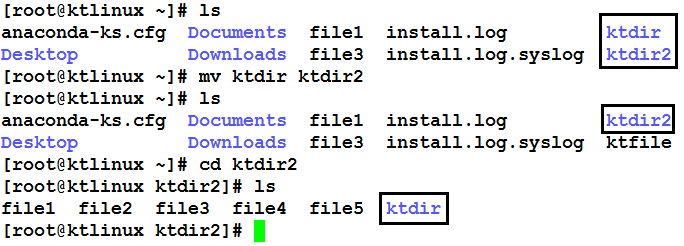 [root@ktlinux ~]# ls
anaconda-ks.cfg  Documents  file1  install.log         ktdir
Desktop          Downloads  file3  install.log.syslog  ktdir2
[root@ktlinux ~]# mv ktdir ktdir2
[root@ktlinux ~]# ls
anaconda-ks.cfg  Documents  file1  install.log         ktdir2
Desktop          Downloads  file3  install.log.syslog  ktfile
[root@ktlinux ~]# cd ktdir2
[root@ktlinux ktdir2]# ls
file1  file2  file3  file4  file5  ktdir
[root@ktlinux ktdir2]#